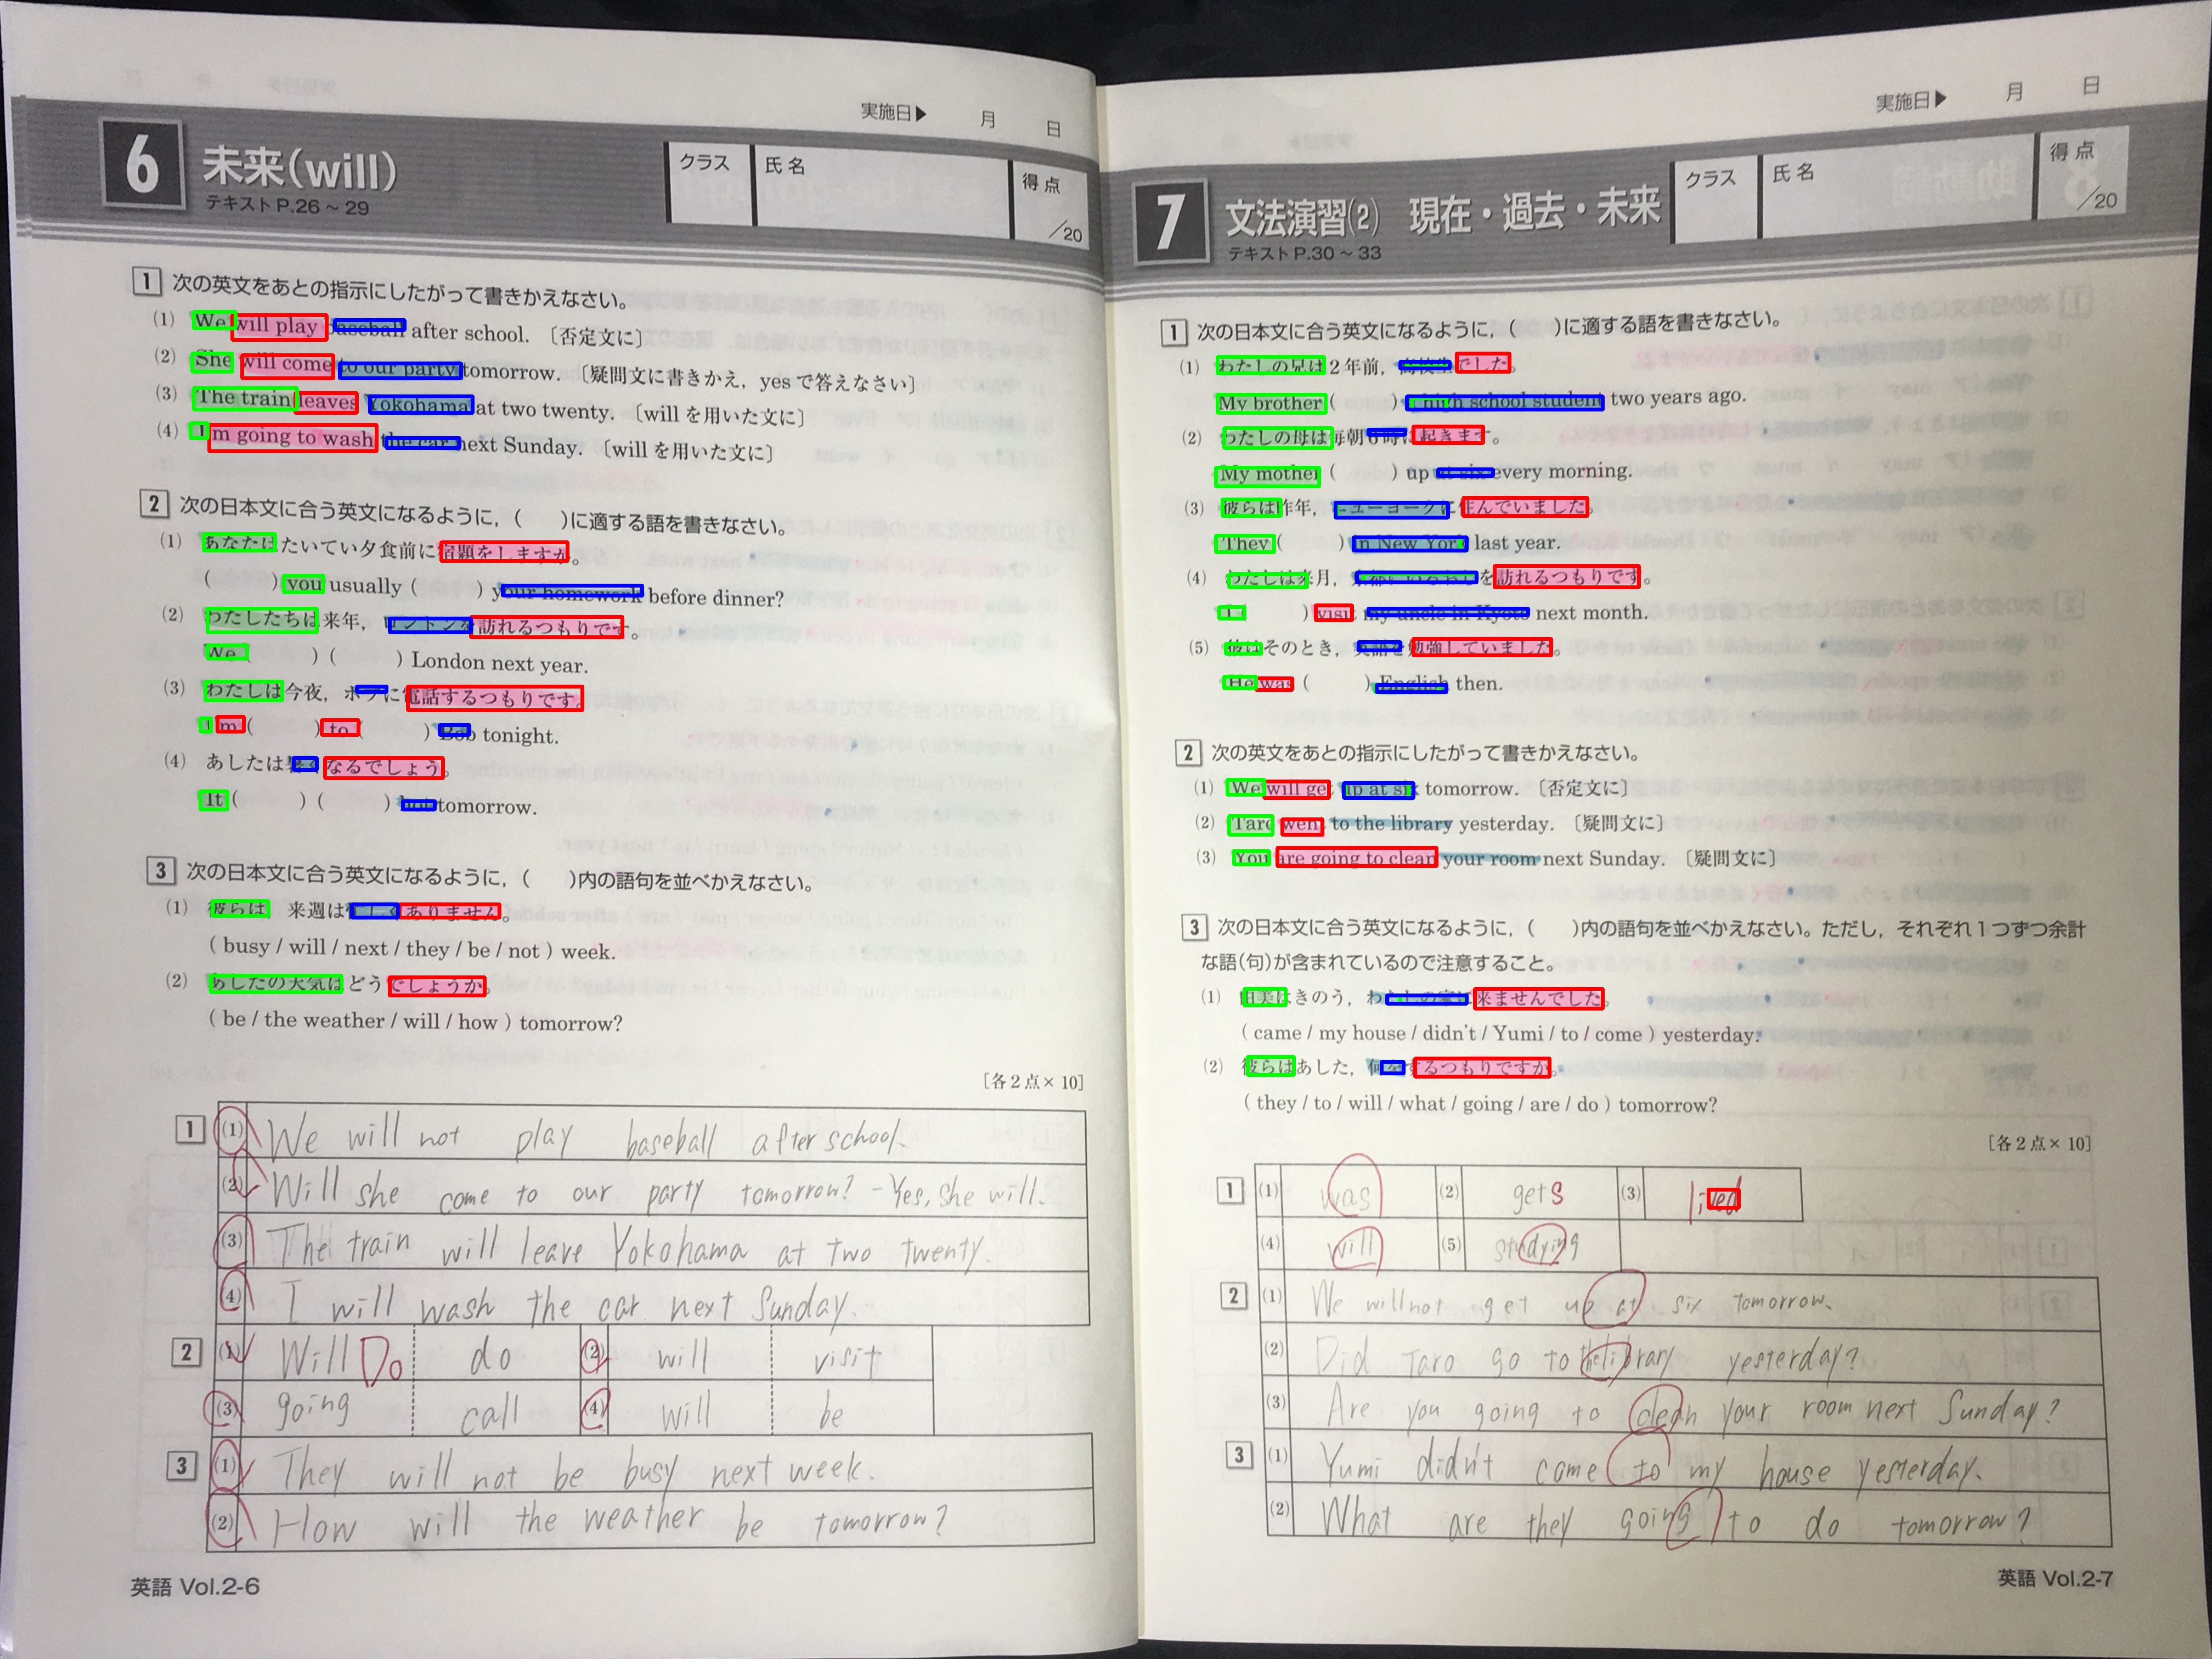 実施日▶ 月 日
6 未来(will)
テキストP.26～29
クラス 氏名 得点 /20
1 次の英文をあとの指示にしたがって書きかえなさい。
(1) We will play baseball after school. 〔否定文に〕
(2) She will come to our party tomorrow. 〔疑問文に書きかえ，yesで答えなさい〕
(3) The train leaves Yokohama at two twenty. 〔willを用いた文に〕
(4) I'm going to wash the car next Sunday. 〔willを用いた文に〕
2 次の日本文に合う英文になるように，( )に適する語を書きなさい。
(1) あなたはたいてい夕食前に宿題をしますか。
( ) you usually ( ) your homework before dinner?
(2) わたしたちは来年，ロンドンを訪れるつもりです。
We ( ) ( ) London next year.
(3) わたしは今夜，ボブに電話するつもりです。
I'm ( ) to ( ) Bob tonight.
(4) あしたは暑くなるでしょう。
It ( ) ( ) hot tomorrow.
3 次の日本文に合う英文になるように，( )内の語句を並べかえなさい。
(1) 彼らは 来週は忙しくありません。
( busy / will / next / they / be / not ) week.
(2) あしたの天気はどうでしょうか。
( be / the weather / will / how ) tomorrow?
［各2点×10］
1 (1) We will not play baseball after school.
(2) Will she come to our party tomorrow? -Yes, she will.
(3) The train will leave Yokohama at two twenty.
(4) I will wash the car next Sunday.
2 (1) Will Do do (2) will visit
(3) going call (4) will be
3 (1) They will not be busy next week.
(2) How will the weather be tomorrow?
英語 Vol.2-6
実施日▶ 月 日
7 文法演習(2) 現在・過去・未来
テキストP.30～33
クラス 氏名 得点 /20
1 次の日本文に合う英文になるように，( )に適する語を書きなさい。
(1) わたしの兄は2年前，高校生でした。
My brother ( ) a high school student two years ago.
(2) わたしの母は毎朝6時に起きます。
My mother ( ) up at six every morning.
(3) 彼らは昨年，ニューヨークに住んでいました。
They ( ) in New York last year.
(4) わたしは来月，京都にいるおじを訪れるつもりです。
I ( ) visit my uncle in Kyoto next month.
(5) 彼はそのとき，英語を勉強していました。
He was ( ) English then.
2 次の英文をあとの指示にしたがって書きかえなさい。
(1) We will get up at six tomorrow. 〔否定文に〕
(2) Taro went to the library yesterday. 〔疑問文に〕
(3) You are going to clean your room next Sunday. 〔疑問文に〕
3 次の日本文に合う英文になるように，( )内の語句を並べかえなさい。ただし，それぞれ1つずつ余計
な語(句)が含まれているので注意すること。
(1) 由美はきのう，わたしの家に来ませんでした。
( came / my house / didn't / Yumi / to / come ) yesterday.
(2) 彼らはあした，何をするつもりですか。
( they / to / will / what / going / are / do ) tomorrow?
［各2点×10］
1 (1) was (2) gets (3) lived
(4) will (5) studying
2 (1) We will not get up at six tomorrow.
(2) Did Taro go to the library yesterday?
(3) Are you going to clean your room next Sunday?
3 (1) Yumi didn't come to my house yesterday.
(2) What are they going to do tomorrow?
英語 Vol.2-7